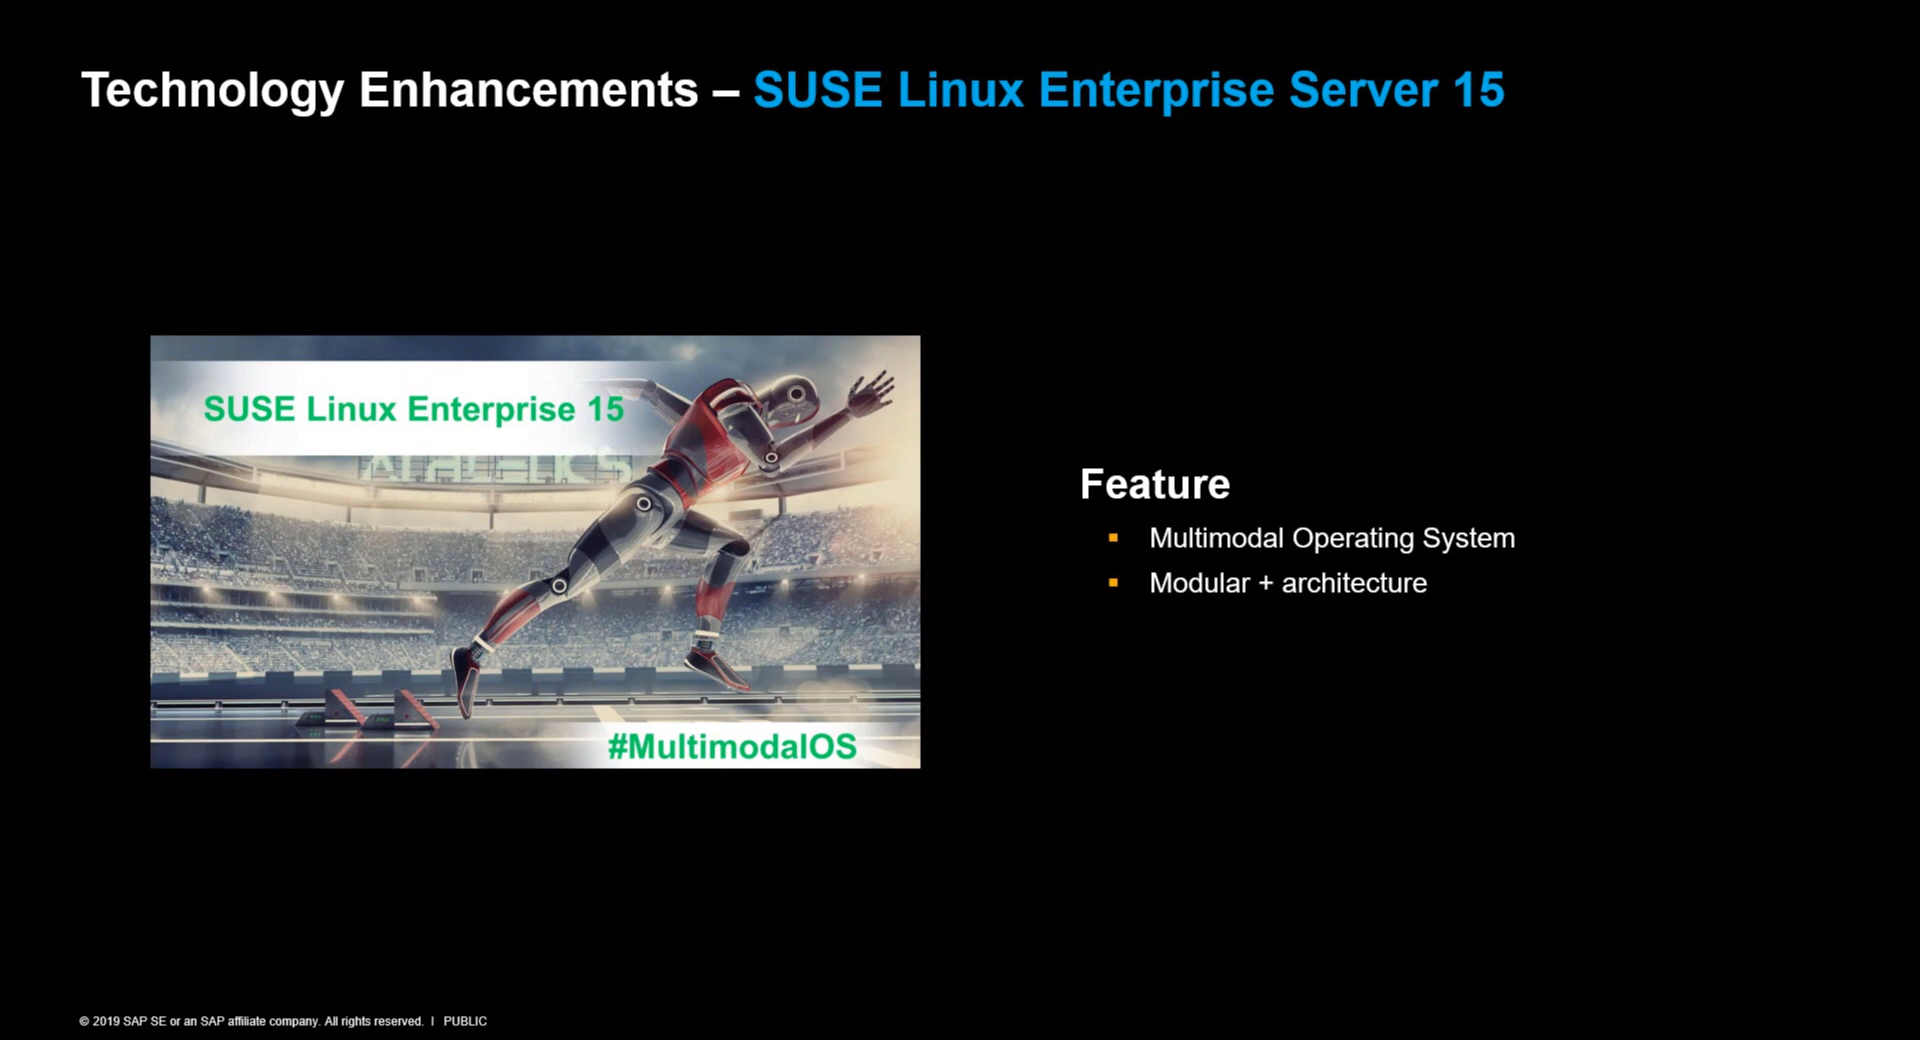 Technology Enhancements – SUSE Linux Enterprise Server 15
SUSE Linux Enterprise 15
ATHLETICS
#MultimodalOS
Feature
▪ Multimodal Operating System
▪ Modular + architecture
© 2019 SAP SE or an SAP affiliate company. All rights reserved. I PUBLIC